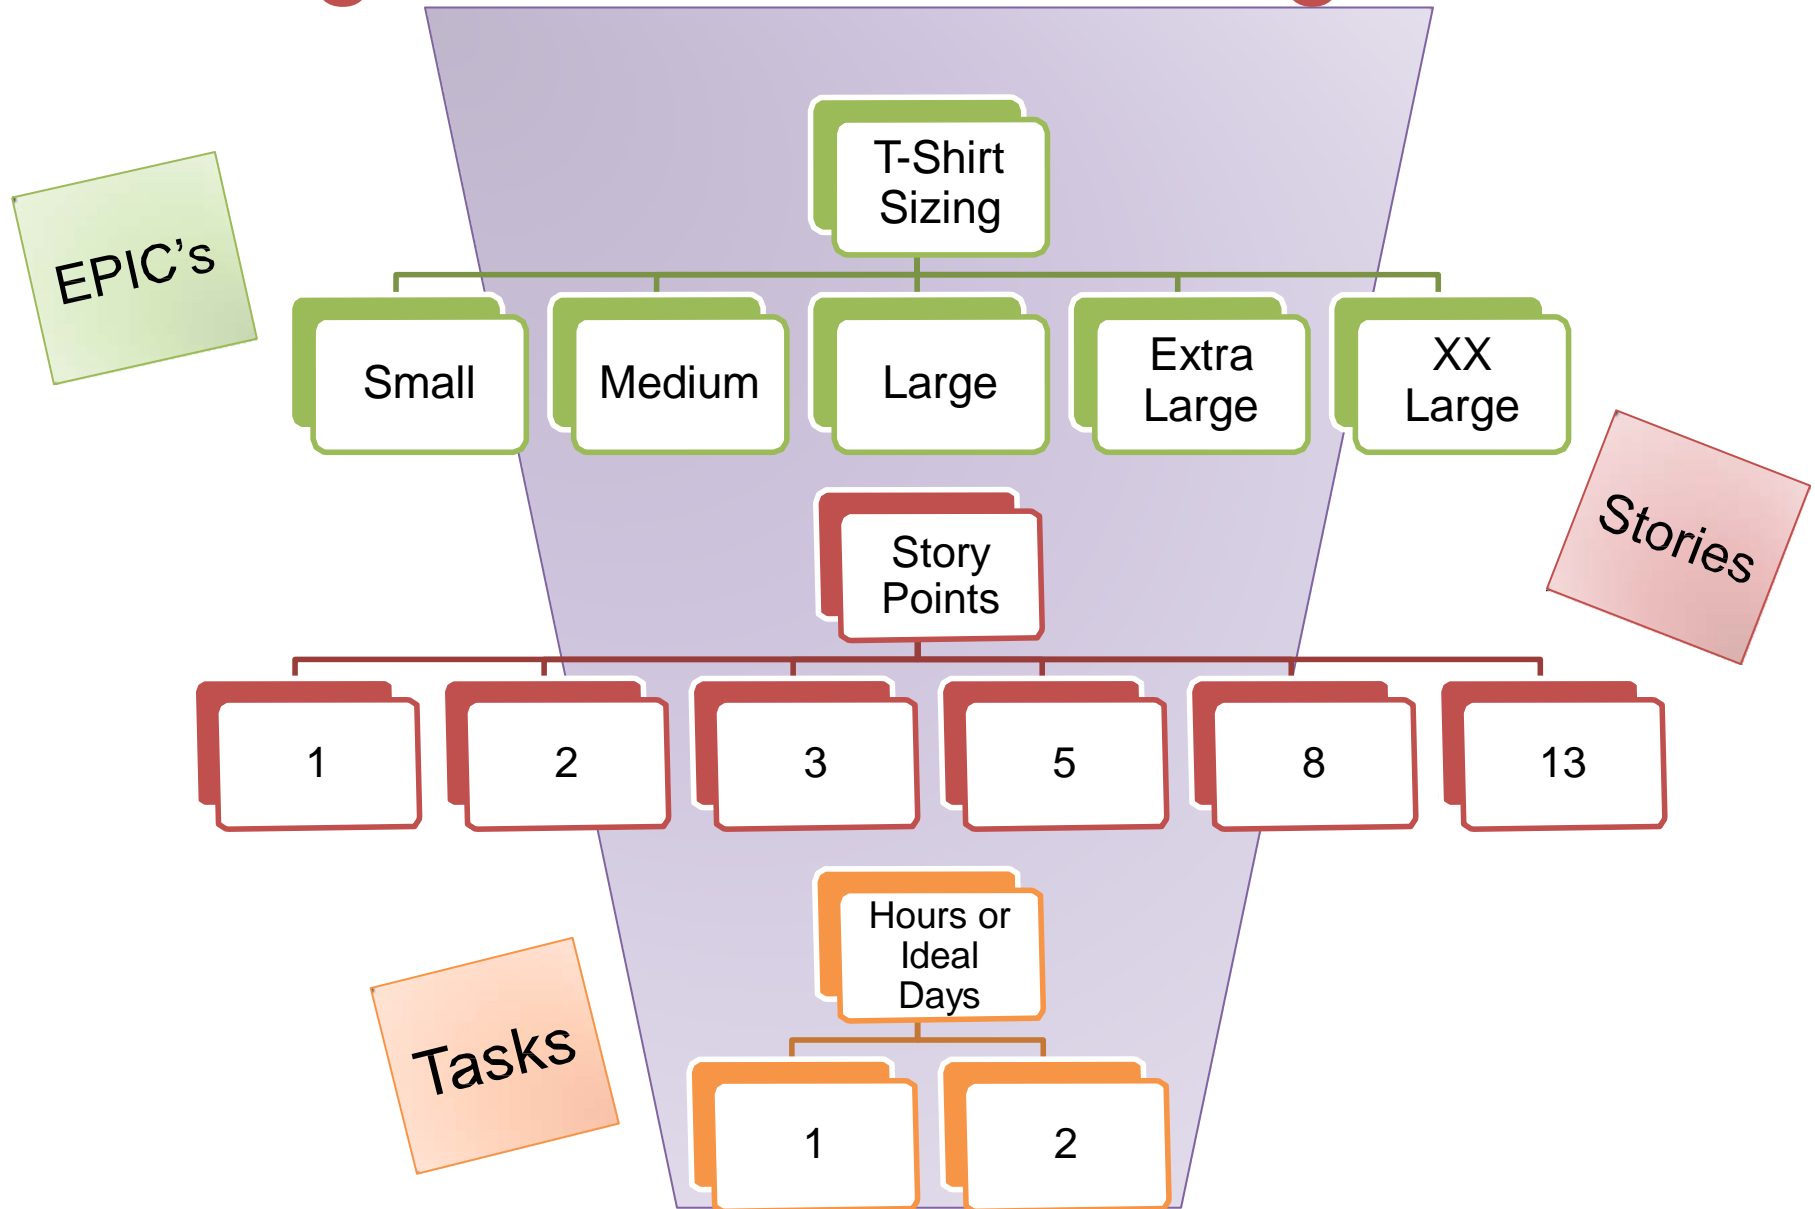 T-Shirt
Sizing
EPIC's
Small
Medium
Large
Extra
Large
XX
Large
Story
Points
Stories
1
2
3
5
8
13
Hours or
Ideal
Days
Tasks
1
2